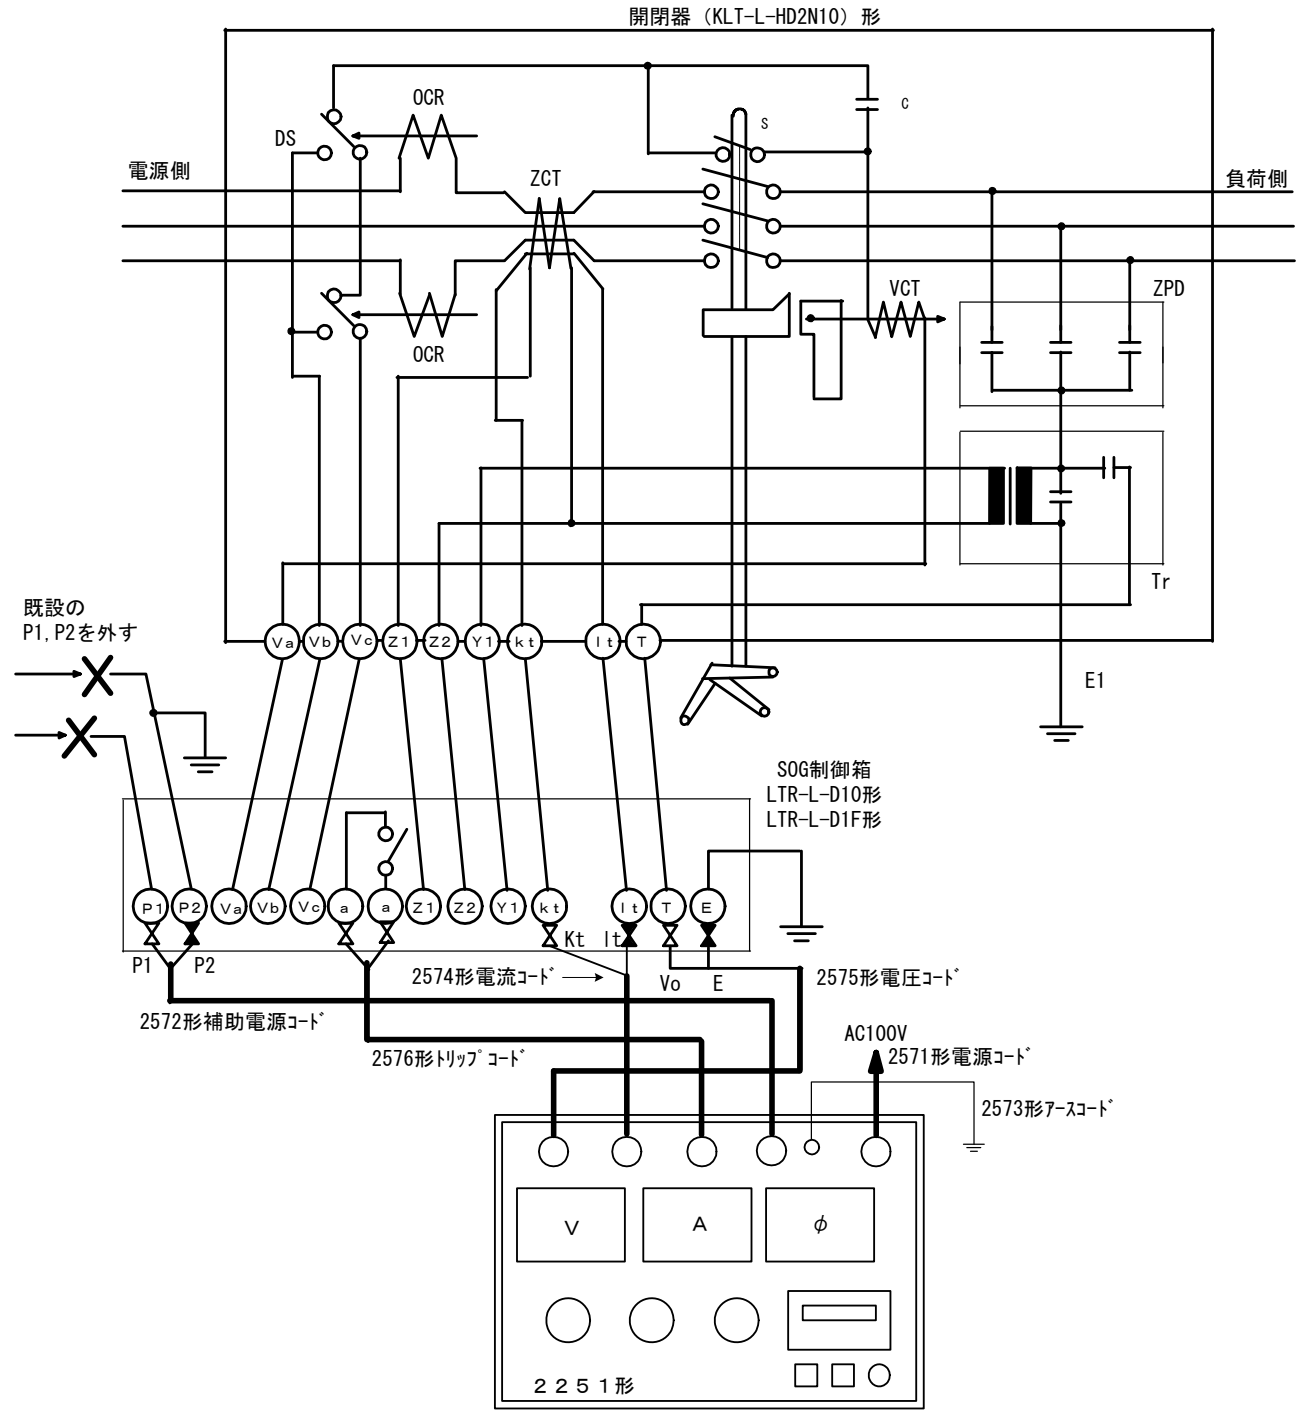 開閉器（KLT-L-HD2N10）形
OCR
C
S
DS
電源側
ZCT
負荷側
VCT
ZPD
OCR
Tr
既設の
P1,P2を外す
Va
Vb
Vc
Z1
Z2
Y1
kt
lt
T
E1
SOG制御箱
LTR-L-D10形
LTR-L-D1F形
P1
P2
Va
Vb
Vc
a
a
Z1
Z2
Y1
kt
lt
T
E
P1
P2
Kt
lt
2574形電流ｺｰﾄﾞ
Vo
E
2575形電圧ｺｰﾄﾞ
2572形補助電源ｺｰﾄﾞ
AC100V
2576形ﾄﾘｯﾌﾟｺｰﾄﾞ
2571形電源ｺｰﾄﾞ
2573形ｱｰｽｺｰﾄﾞ
V
A
φ
２２５１形